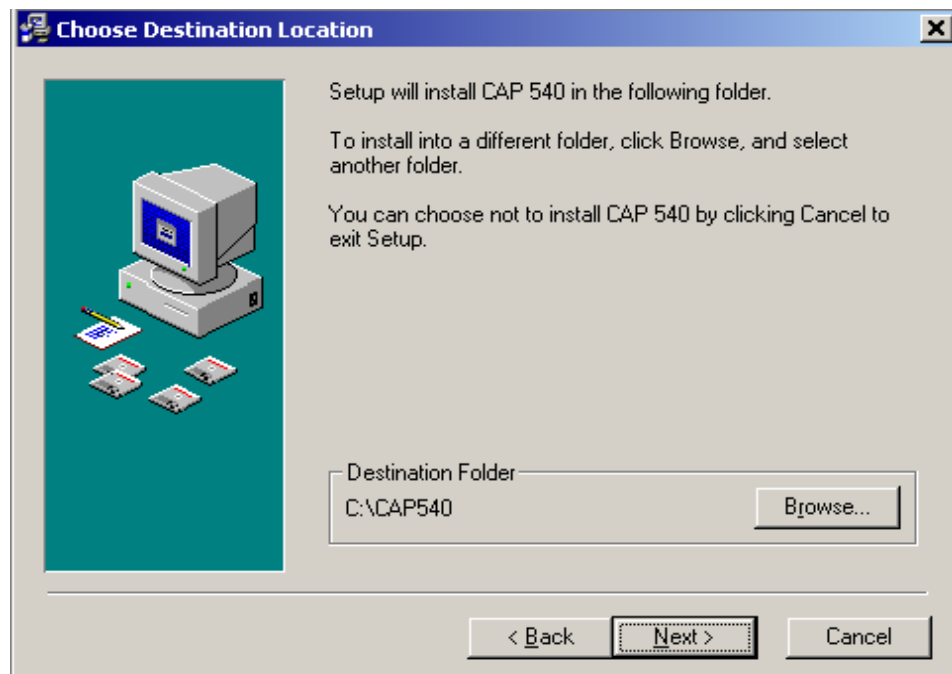 Choose Destination Location
Setup will install CAP 540 in the following folder.
To install into a different folder, click Browse, and select
another folder.
You can choose not to install CAP 540 by clicking Cancel to
exit Setup.
Destination Folder
C:\CAP540
Browse...
< Back
Next >
Cancel